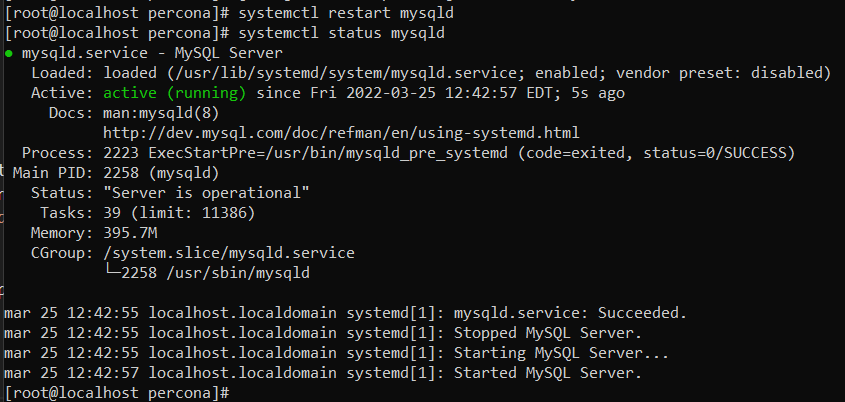 [root@localhost percona]# systemctl restart mysqld
[root@localhost percona]# systemctl status mysqld
● mysqld.service - MySQL Server
   Loaded: loaded (/usr/lib/systemd/system/mysqld.service; enabled; vendor preset: disabled)
   Active: active (running) since Fri 2022-03-25 12:42:57 EDT; 5s ago
     Docs: man:mysqld(8)
           http://dev.mysql.com/doc/refman/en/using-systemd.html
  Process: 2223 ExecStartPre=/usr/bin/mysqld_pre_systemd (code=exited, status=0/SUCCESS)
 Main PID: 2258 (mysqld)
   Status: "Server is operational"
    Tasks: 39 (limit: 11386)
   Memory: 395.7M
   CGroup: /system.slice/mysqld.service
           └─2258 /usr/sbin/mysqld

mar 25 12:42:55 localhost.localdomain systemd[1]: mysqld.service: Succeeded.
mar 25 12:42:55 localhost.localdomain systemd[1]: Stopped MySQL Server.
mar 25 12:42:55 localhost.localdomain systemd[1]: Starting MySQL Server...
mar 25 12:42:57 localhost.localdomain systemd[1]: Started MySQL Server.
[root@localhost percona]#